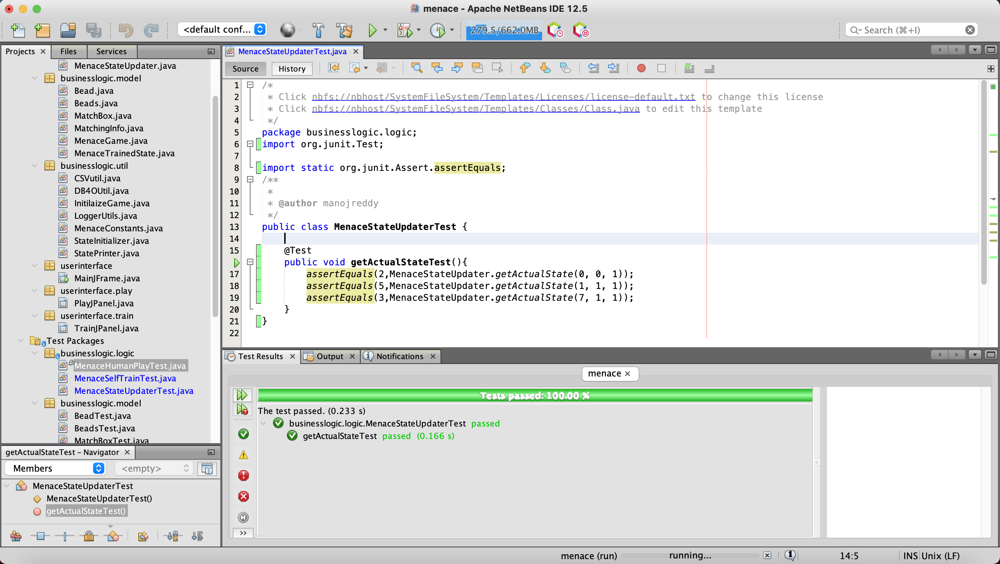 menace - Apache NetBeans IDE 12.5
<default conf...
279.5/662.0MB
Search (⌘+I)
Projects
Files
Services
MenaceStateUpdater.java
businesslogic.model
Bead.java
Beads.java
MatchBox.java
MatchingInfo.java
MenaceGame.java
MenaceTrainedState.java
businesslogic.util
CSVutil.java
DB4OUtil.java
InitilaizeGame.java
LoggerUtils.java
MenaceConstants.java
StateInitializer.java
StatePrinter.java
userinterface
MainJFrame.java
userinterface.play
PlayJPanel.java
userinterface.train
TrainJPanel.java
Test Packages
businesslogic.logic
MenaceHumanPlayTest.java
MenaceSelfTrainTest.java
MenaceStateUpdaterTest.java
businesslogic.model
BeadTest.java
BeadsTest.java
MatchBoxTest.java
getActualStateTest – Navigator
Members
<empty>
MenaceStateUpdaterTest
MenaceStateUpdaterTest()
getActualStateTest()
MenaceStateUpdaterTest.java
Source
History
1 /*
2 * Click nbfs://nbhost/SystemFileSystem/Templates/Licenses/license-default.txt to change this license
3 * Click nbfs://nbhost/SystemFileSystem/Templates/Classes/Class.java to edit this template
4 */
5 package businesslogic.logic;
6 import org.junit.Test;
7
8 import static org.junit.Assert.assertEquals;
9 /**
10 *
11 * @author manojreddy
12 */
13 public class MenaceStateUpdaterTest {
14
15 @Test
public void getActualStateTest(){
17 assertEquals(2,MenaceStateUpdater.getActualState(0, 0, 1));
18 assertEquals(5,MenaceStateUpdater.getActualState(1, 1, 1));
19 assertEquals(3,MenaceStateUpdater.getActualState(7, 1, 1));
20 }
21 }
22
Test Results
Output
Notifications
menace
Tests passed: 100.00 %
The test passed. (0.233 s)
businesslogic.logic.MenaceStateUpdaterTest passed
getActualStateTest passed (0.166 s)
>>
menace (run)
running...
1
14:5
INS
Unix (LF)